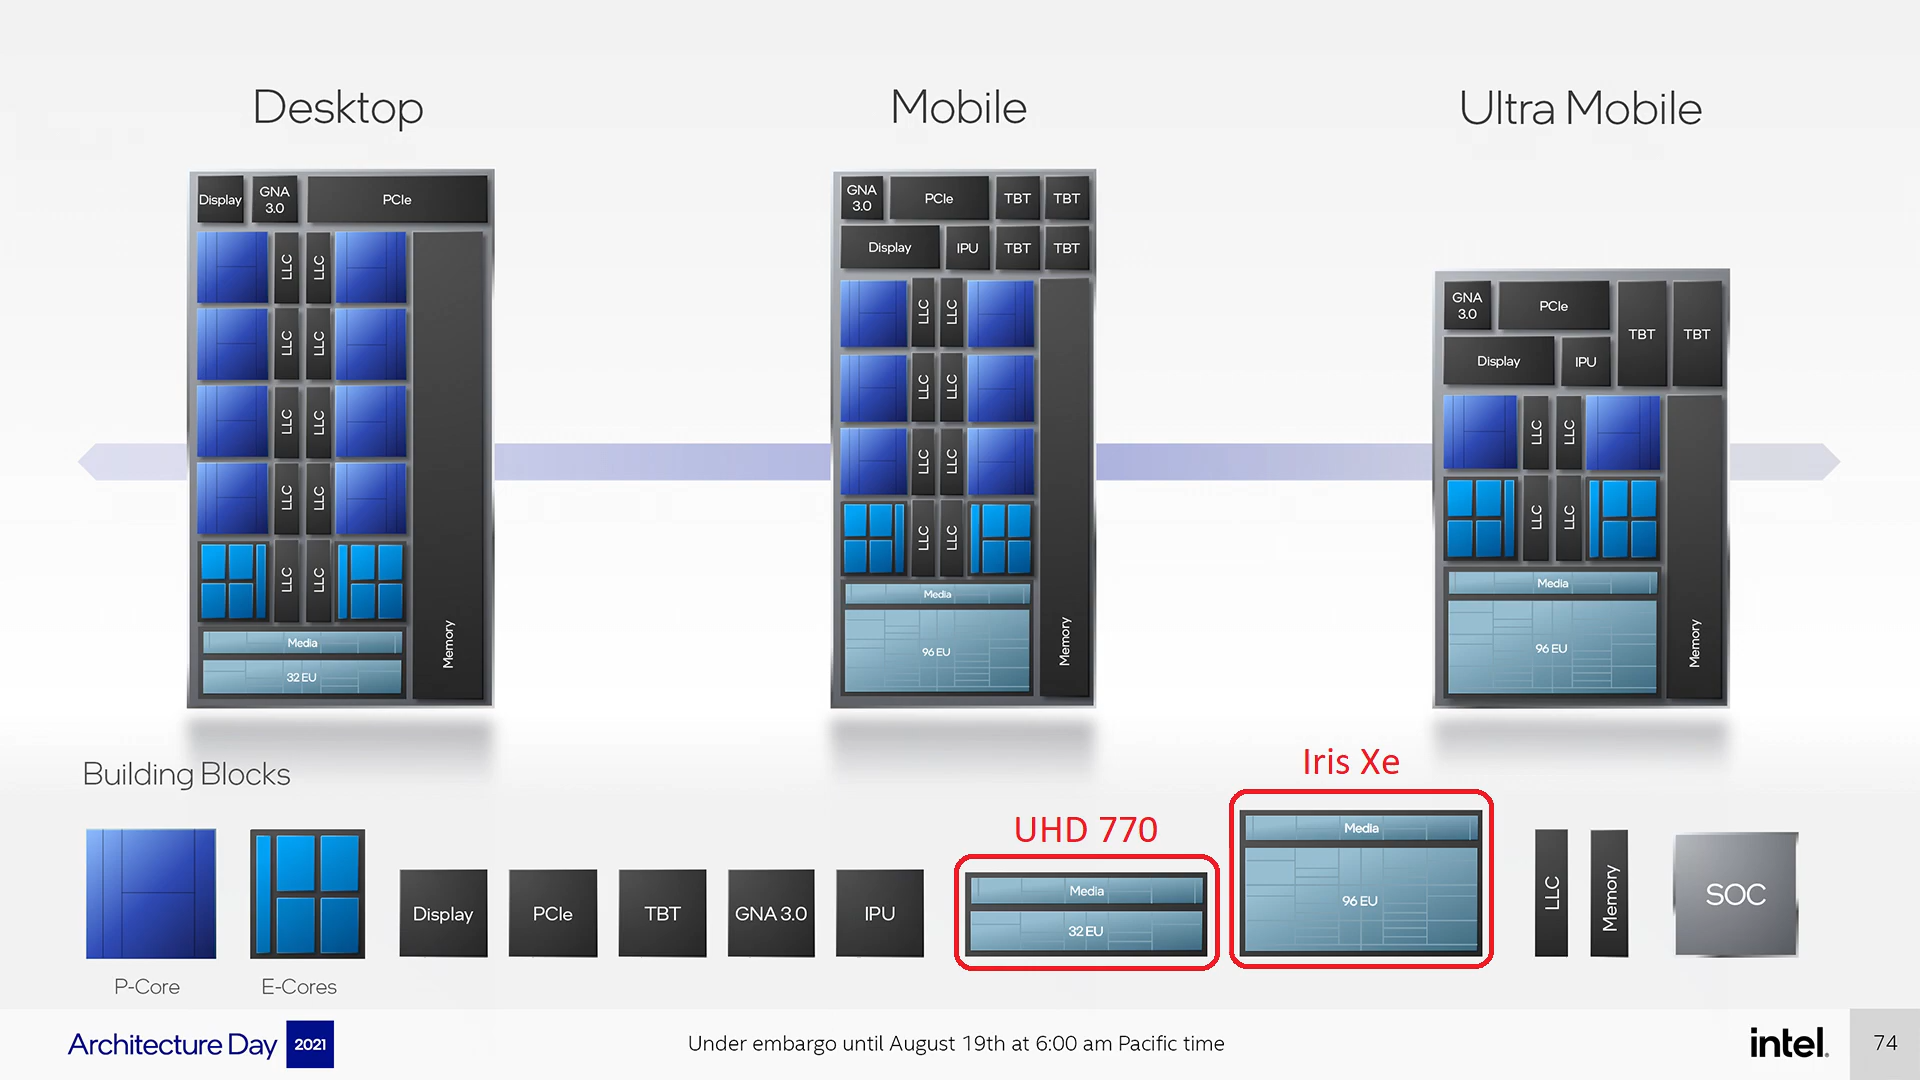 Desktop
Mobile
Ultra Mobile
Display
GNA
3.0
PCIe
LLC
LLC
LLC
LLC
LLC
LLC
LLC
LLC
LLC
LLC
Memory
Media
32 EU
GNA
3.0
PCIe
TBT
TBT
Display
IPU
TBT
TBT
LLC
LLC
LLC
LLC
LLC
LLC
LLC
LLC
Memory
Media
96 EU
GNA
3.0
PCIe
TBT
TBT
Display
IPU
LLC
LLC
LLC
LLC
Memory
Media
96 EU
Building Blocks
P-Core
E-Cores
Display
PCIe
TBT
GNA 3.0
IPU
UHD 770
Media
32 EU
Iris Xe
Media
96 EU
LLC
Memory
SOC
Architecture Day 2021
Under embargo until August 19th at 6:00 am Pacific time
intel.
74